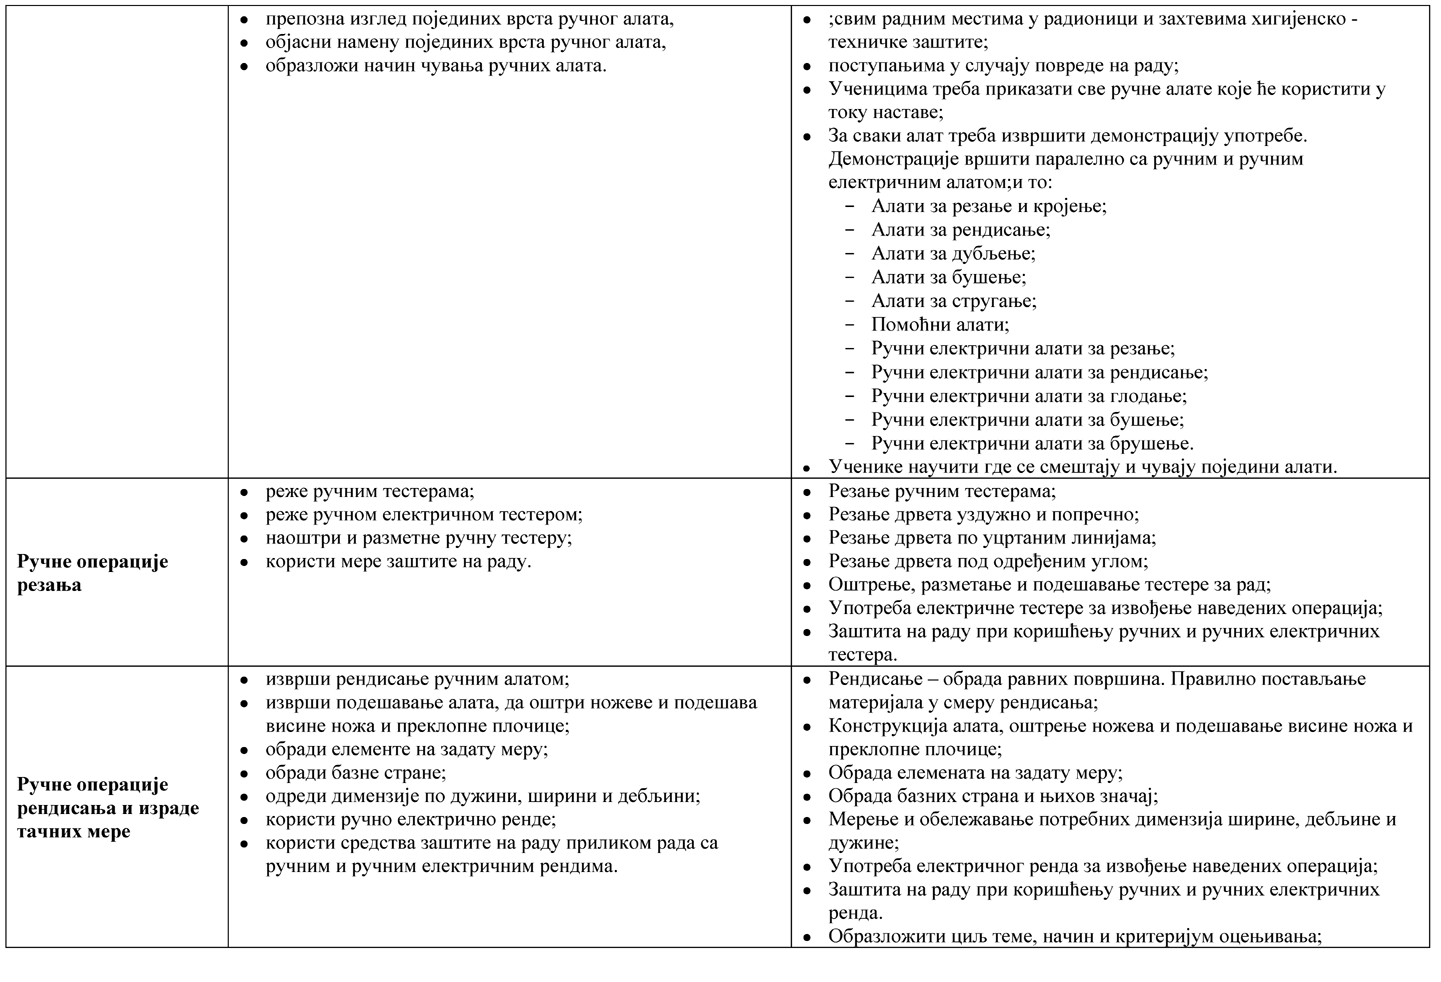 • препозна изглед појединих врста ручног алата,
• објасни намену појединих врста ручног алата,
• образложи начин чувања ручних алата.
• ;свим радним местима у радионици и захтевима хигијенско -
техничке заштите;
• поступањима у случају повреде на раду;
• Ученицима треба приказати све ручне алате које ће користити у
току наставе;
• За сваки алат треба извршити демонстрацију употребе.
Демонстрације вршити паралелно са ручним и ручним
електричним алатом;и то:
− Алати за резање и кројење;
− Алати за рендисање;
− Алати за дубљење;
− Алати за бушење;
− Алати за стругање;
− Помоћни алати;
− Ручни електрични алати за резање;
− Ручни електрични алати за рендисање;
− Ручни електрични алати за глодање;
− Ручни електрични алати за бушење;
− Ручни електрични алати за брушење.
• Ученике научити где се смештају и чувају поједини алати.
Ручне операције
резања
• реже ручним тестерама;
• реже ручном електричном тестером;
• наоштри и разметне ручну тестеру;
• користи мере заштите на раду.
• Резање ручним тестерама;
• Резање дрвета уздужно и попречно;
• Резање дрвета по уцртаним линијама;
• Резање дрвета под одређеним углом;
• Оштрење, разметање и подешавање тестере за рад;
• Употреба електричне тестере за извођење наведених операција;
• Заштита на раду при коришћењу ручних и ручних електричних
тестера.
Ручне операције
рендисања и израде
тачних мере
• изврши рендисање ручним алатом;
• изврши подешавање алата, да оштри ножеве и подешава
висине ножа и преклопне плочице;
• обради елементе на задату меру;
• обради базне стране;
• одреди димензије по дужини, ширини и дебљини;
• користи ручно електрично ренде;
• користи средства заштите на раду приликом рада са
ручним и ручним електричним рендима.
• Рендисање – обрада равних површина. Правилно постављање
материјала у смеру рендисања;
• Конструкција алата, оштрење ножева и подешавање висине ножа и
преклопне плочице;
• Обрада елемената на задату меру;
• Обрада базних страна и њихов значај;
• Мерење и обележавање потребних димензија ширине, дебљине и
дужине;
• Употреба електричног ренда за извођење наведених операција;
• Заштита на раду при коришћењу ручних и ручних електричних
ренда.
• Образложити циљ теме, начин и критеријум оцењивања;